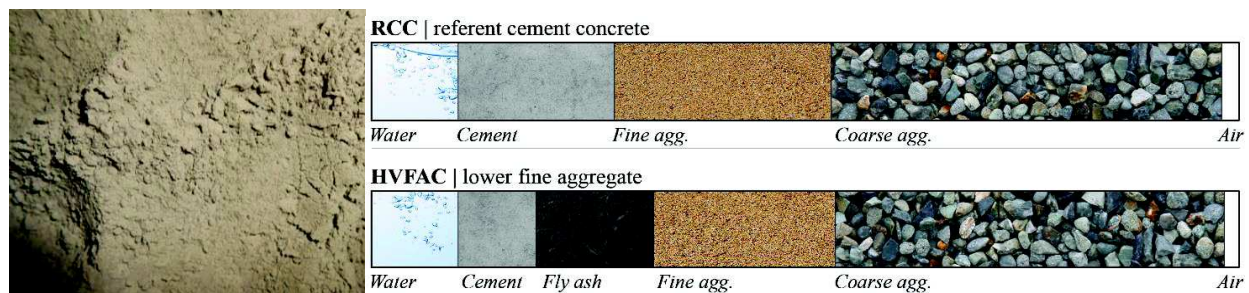 RCC | referent cement concrete
Water Cement Fine agg. Coarse agg. Air
HVFAC | lower fine aggregate
Water Cement Fly ash Fine agg. Coarse agg. Air